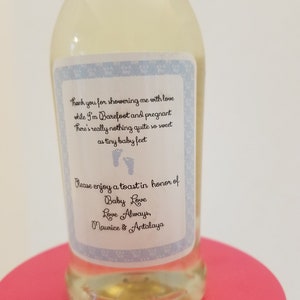 Thank you for showering me with love
while I'm Barefoot and pregnant
There's really nothing quite so sweet
as tiny baby feet
Please enjoy a toast in honor of
Baby Love
Love Always,
Maurice & Antalaya